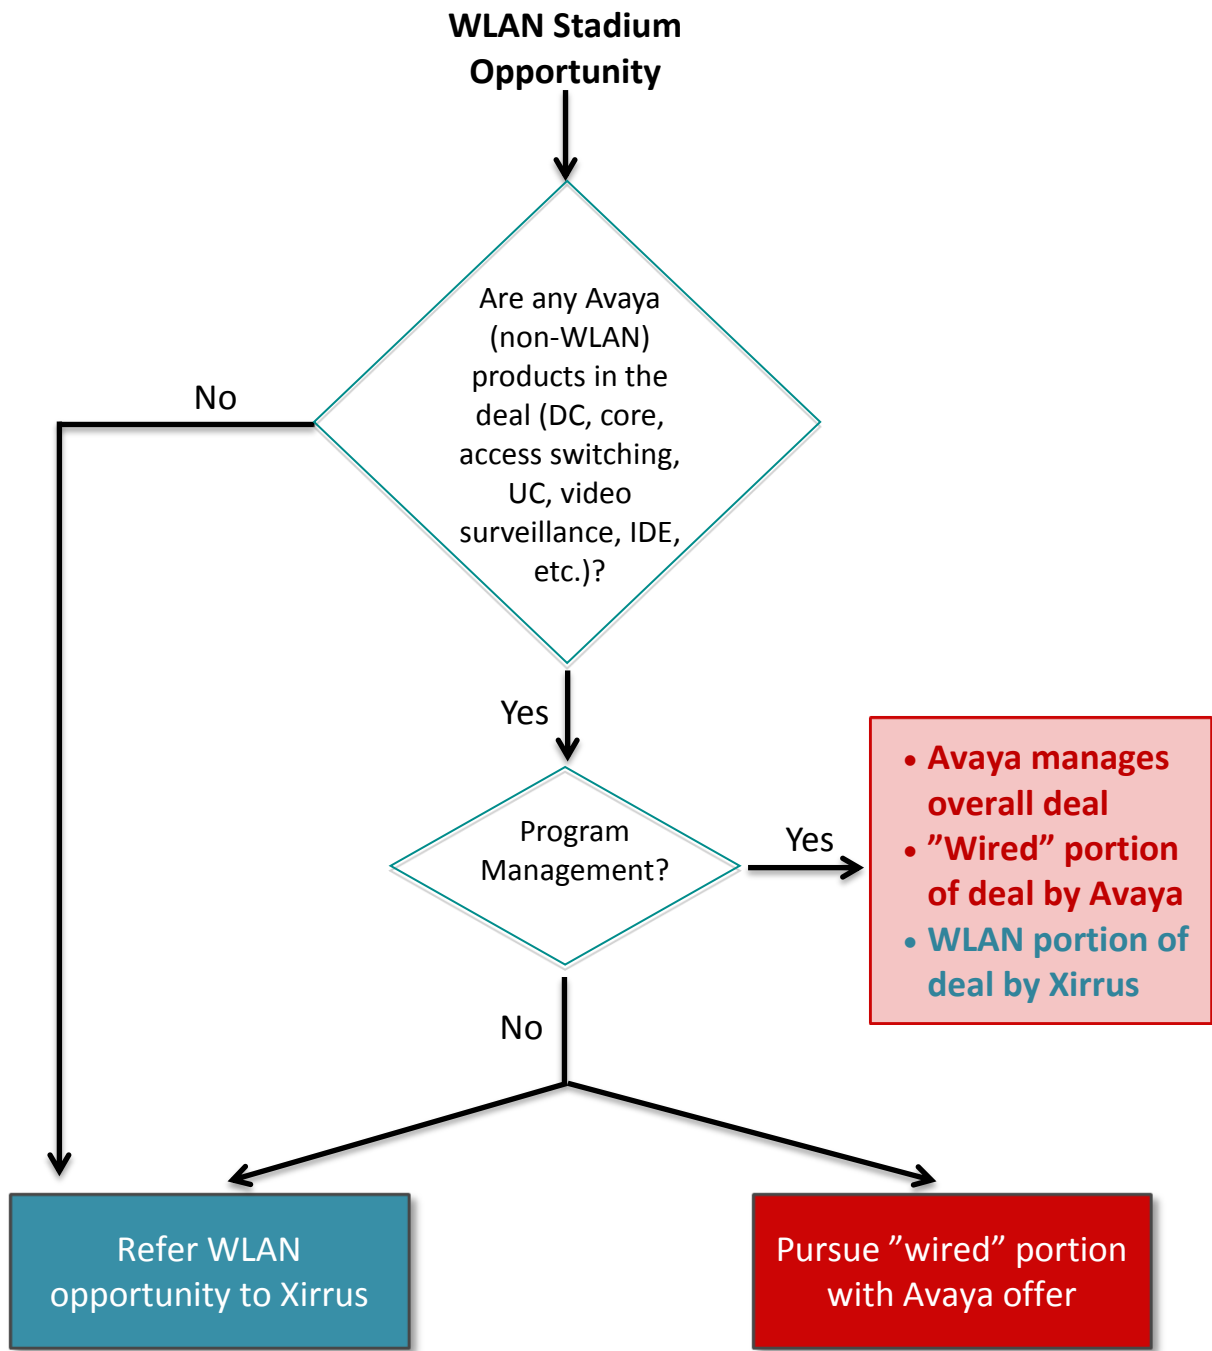 WLAN Stadium
Opportunity
Are any Avaya
(non-WLAN)
products in the
deal (DC, core,
access switching,
UC, video
surveillance, IDE,
etc.)?
No
Yes
Program
Management?
Yes
• Avaya manages
overall deal
• ”Wired” portion
of deal by Avaya
• WLAN portion of
deal by Xirrus
No
Refer WLAN
opportunity to Xirrus
Pursue ”wired” portion
with Avaya offer